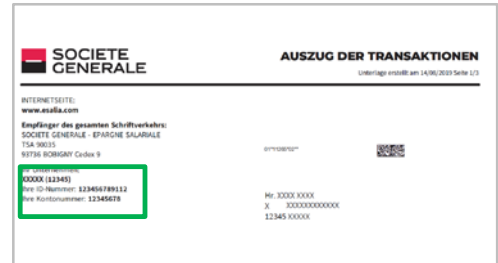 SOCIETE
GENERALE
AUSZUG DER TRANSAKTIONEN
Unterlage erstellt am 14/06/2019 Seite 1/3
INTERNETSEITE:
www.esalia.com
Empfänger des gesamten Schriftverkehrs:
SOCIETE GENERALE - EPARGNE SALARIALE
TSA 90035
93736 BOBIGNY Cedex 9
Ihr Unternehmen:
XXXXX (12345)
Ihre ID-Nummer: 123456789112
Ihre Kontonummer: 12345678
Hr. XXXX XXXX
X XXXXXXXXXXXX
12345 XXXXX